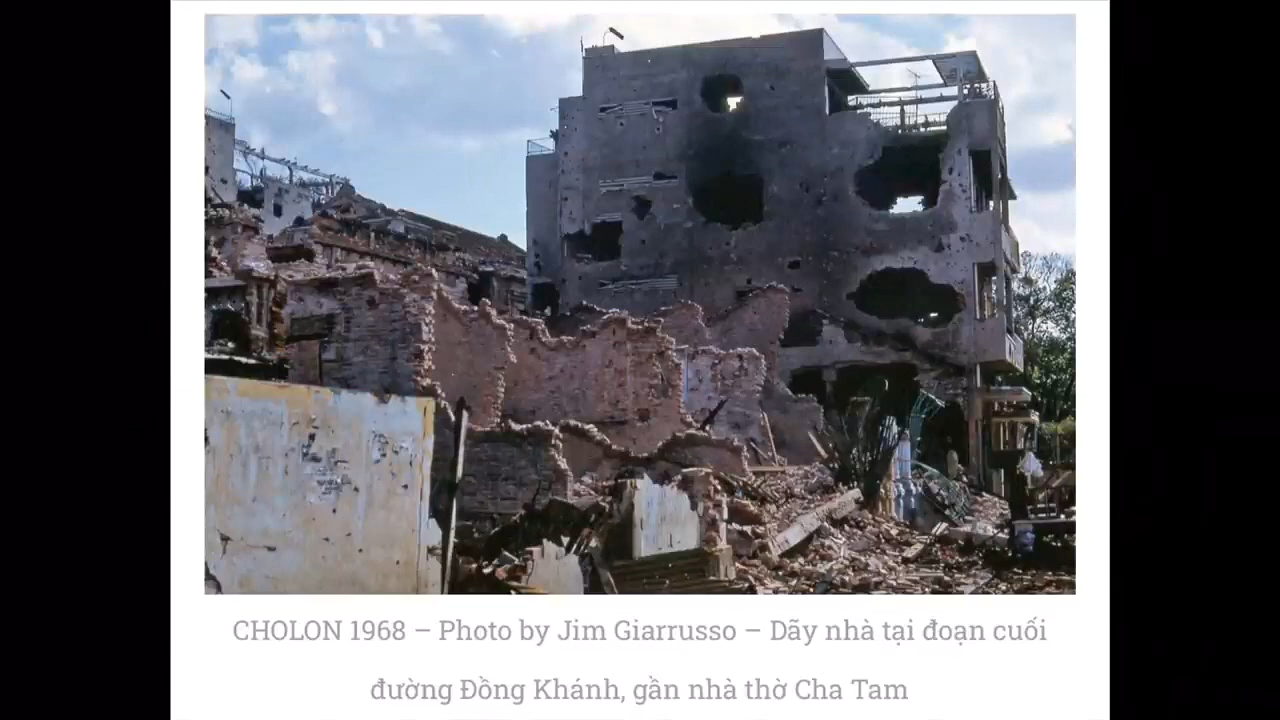 CHOLON 1968 – Photo by Jim Giarrusso – Dãy nhà tại đoạn cuối
đường Đồng Khánh, gần nhà thờ Cha Tam